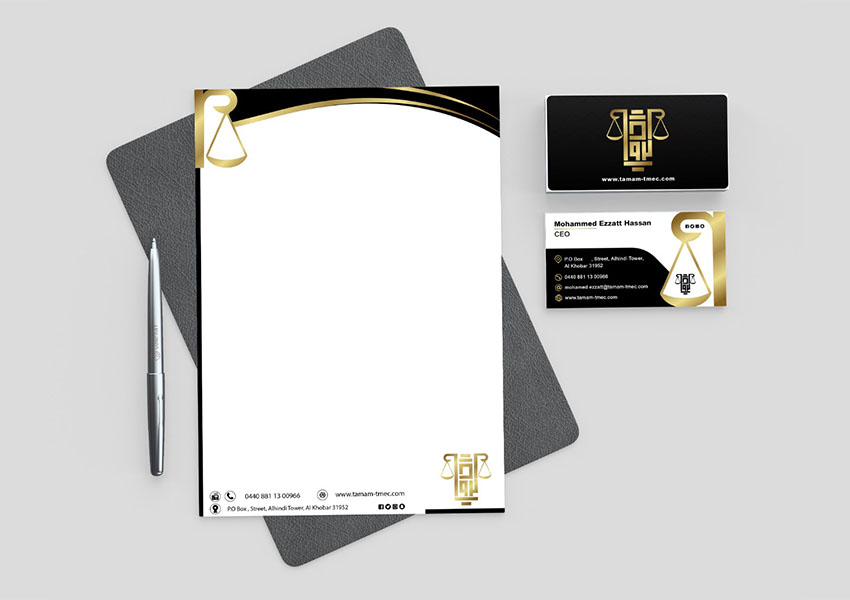 0440 881 13 00966
www.tamam-tmec.com
P.O Box , Street, Alhindi Tower, Al Khobar 31952
www.tamam-tmec.com
Mohammed Ezzatt Hassan
CEO
P.O Box , Street, Alhindi Tower,
Al Khobar 31952
0440 881 13 00966
mohamed ezzatt@tamam-tmec.com
www.tamam-tmec.com